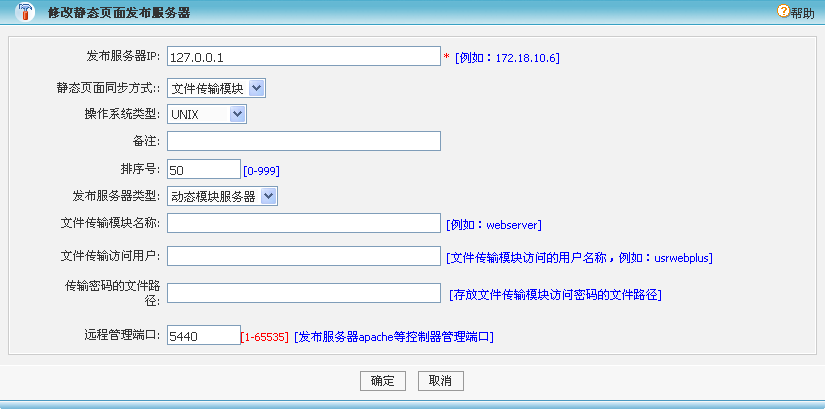 修改静态页面发布服务器 帮助
发布服务器IP: 127.0.0.1 * [例如：172.18.10.6]
静态页面同步方式:: 文件传输模块
操作系统类型: UNIX
备注:
排序号: 50 [0-999]
发布服务器类型: 动态模块服务器
文件传输模块名称: [例如：webserver]
文件传输访问用户: [文件传输模块访问的用户名称，例如：usrwebplus]
传输密码的文件路
径: [存放文件传输模块访问密码的文件路径]
远程管理端口: 5440 [1-65535] [发布服务器apache等控制器管理端口]
确定 取消